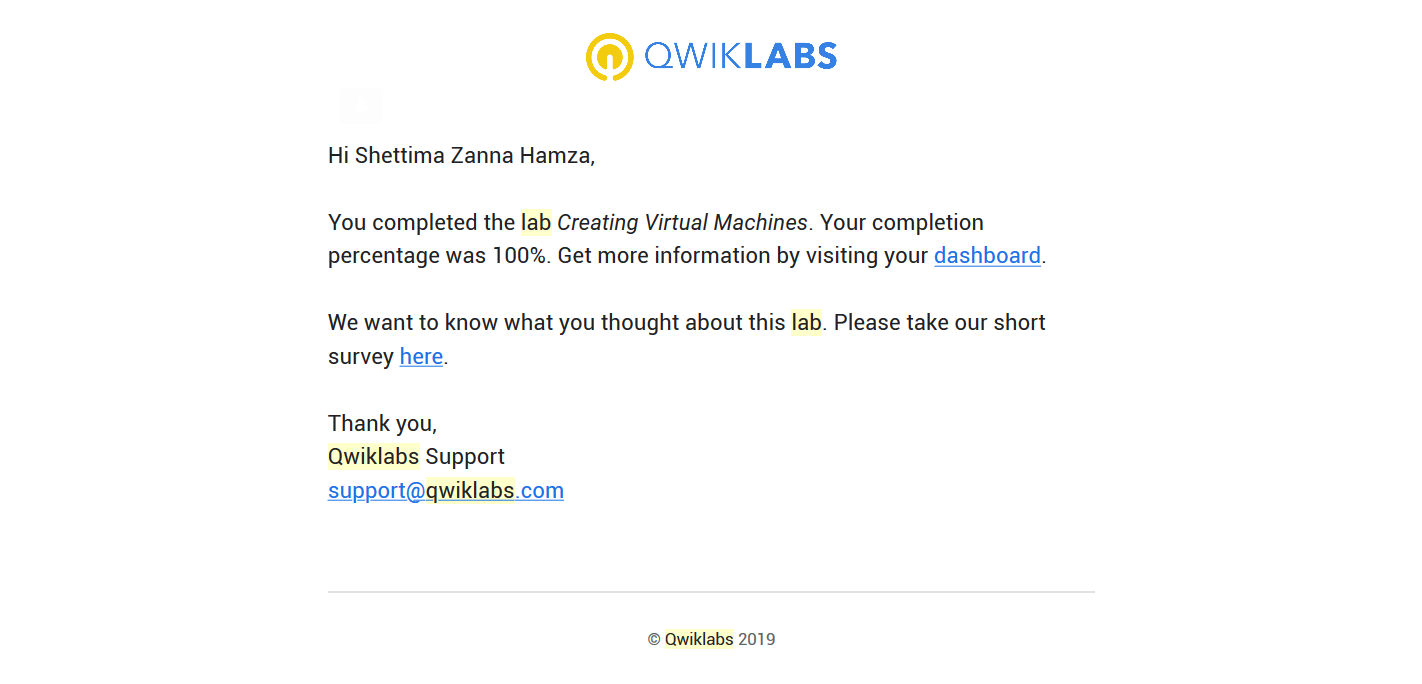 QWIKLABS
Hi Shettima Zanna Hamza,
You completed the lab Creating Virtual Machines. Your completion
percentage was 100%. Get more information by visiting your dashboard.
We want to know what you thought about this lab. Please take our short
survey here.
Thank you,
Qwiklabs Support
support@qwiklabs.com
© Qwiklabs 2019